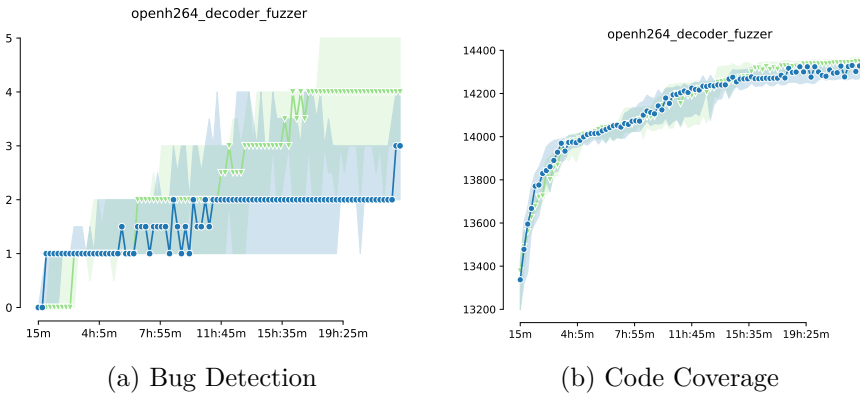 openh264_decoder_fuzzer
5
4
3
2
1
0
15m 4h:5m 7h:55m 11h:45m 15h:35m 19h:25m
(a) Bug Detection
openh264_decoder_fuzzer
14400
14200
14000
13800
13600
13400
13200
15m 4h:5m 7h:55m 11h:45m 15h:35m 19h:25m
(b) Code Coverage